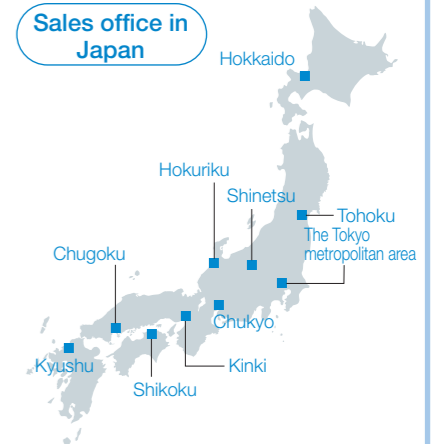 Sales office in
Japan
Hokkaido
Hokuriku
Shinetsu
Tohoku
The Tokyo
metropolitan area
Chugoku
Chukyo
Kyushu
Kinki
Shikoku